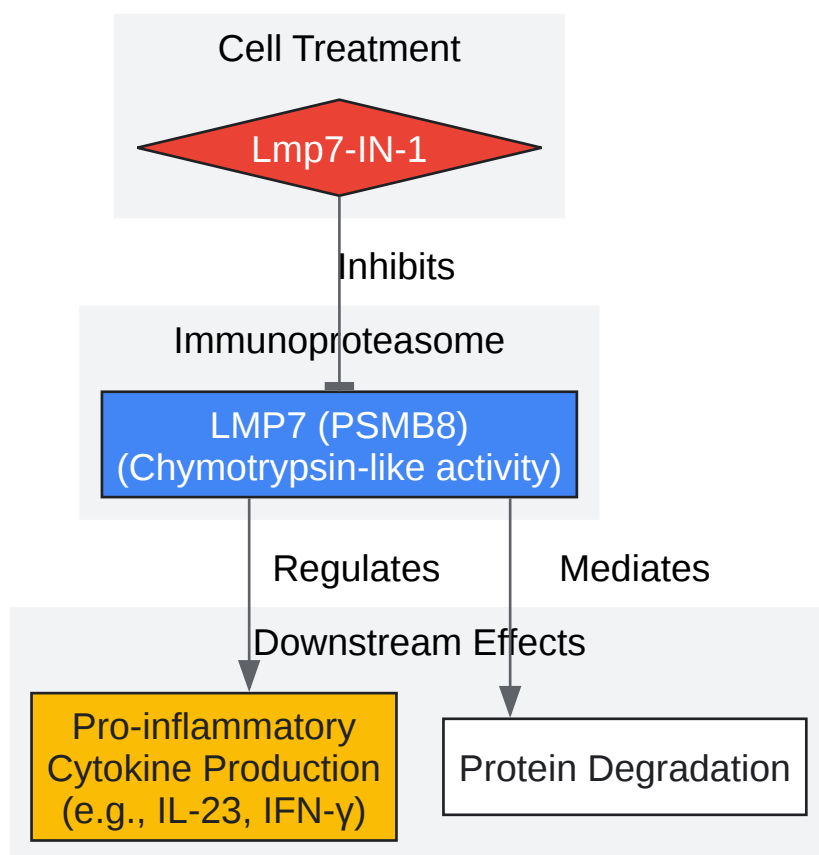 Cell Treatment
Lmp7-IN-1
Inhibits
Immunoproteasome
LMP7 (PSMB8)
(Chymotrypsin-like activity)
Regulates
Mediates
Downstream Effects
Pro-inflammatory
Cytokine Production
(e.g., IL-23, IFN-γ)
Protein Degradation